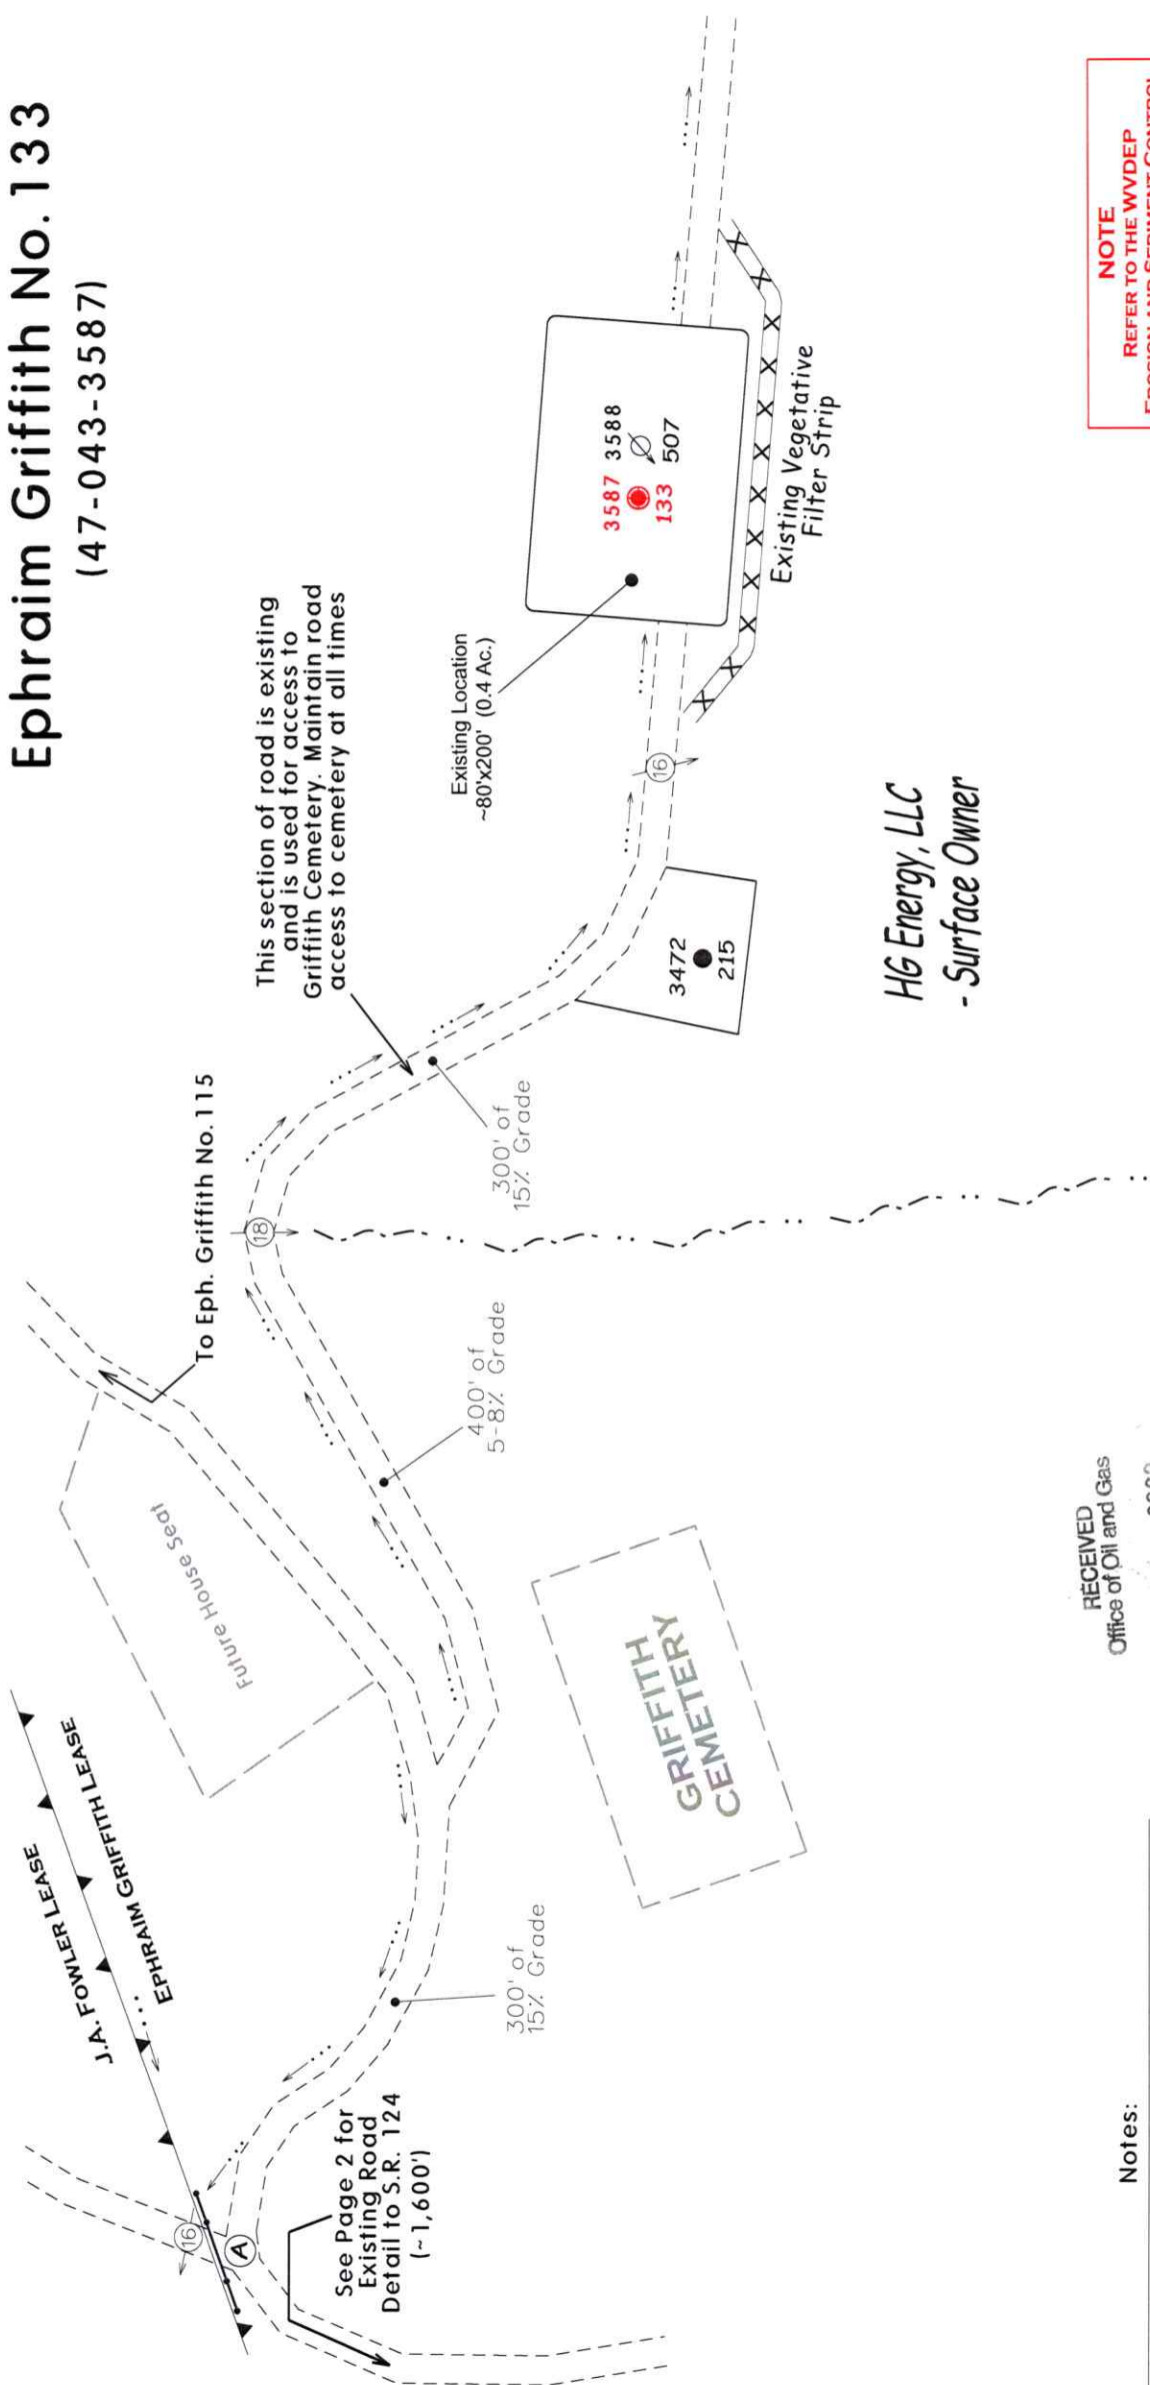 Ephraim Griffith No. 133
(47-043-3587)
This section of road is existing
and is used for access to
Griffith Cemetery. Maintain road
access to cemetery at all times
To Eph. Griffith No. 115
Existing Location
~80'x200' (0.4 Ac.)
3587 3588
133 507
Existing Vegetative
Filter Strip
16
3472
215
300' of
15% Grade
18
400' of
5-8% Grade
Future House Seat
J.A. FOWLER LEASE
EPHRAIM GRIFFITH LEASE
GRIFFITH
CEMETERY
300' of
15% Grade
16
A
See Page 2 for
Existing Road
Detail to S.R. 124
(~1,600')
HG Energy, LLC
- Surface Owner
NOTE
REFER TO THE WVDEP
EROSION AND SEDIMENT CONTROL
RECEIVED
Office of Oil and Gas
Notes: